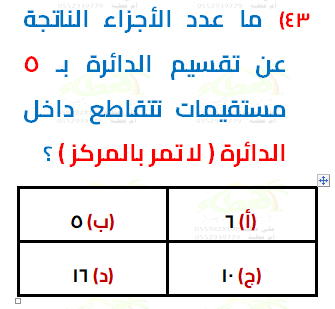 ٤٣) ما عدد الأجزاء الناتجة
عن تقسيم الدائرة بـ ٥
مستقيمات تتقاطع داخل
الدائرة ( لا تمر بالمركز ) ؟
(أ) ٦
(ب) ٥
(ج) ١٠
(د) ١٦